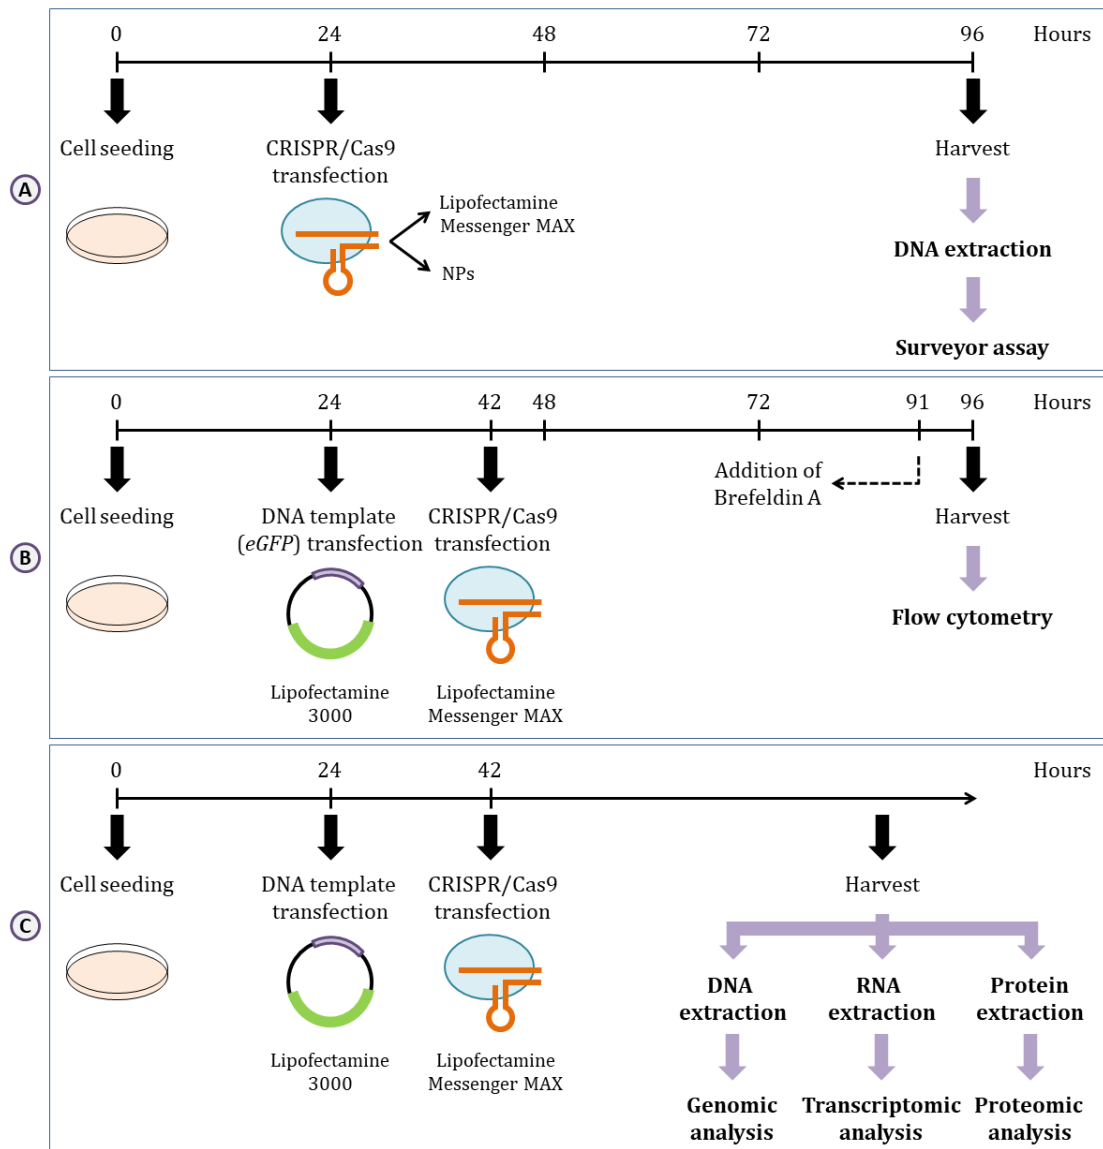 0 24 48 72 96 Hours
Cell seeding
CRISPR/Cas9
transfection
Harvest
A
Lipofectamine
Messenger MAX
NPs
DNA extraction
Surveyor assay
0 24 42 48 72 91 96 Hours
Addition of
Brefeldin A
Cell seeding
DNA template
(eGFP) transfection
CRISPR/Cas9
transfection
Harvest
B
Flow cytometry
Lipofectamine
3000
Lipofectamine
Messenger MAX
0 24 42 Hours
Cell seeding
DNA template
transfection
CRISPR/Cas9
transfection
Harvest
C
DNA
extraction
RNA
extraction
Protein
extraction
Lipofectamine
3000
Lipofectamine
Messenger MAX
Genomic
analysis
Transcriptomic
analysis
Proteomic
analysis